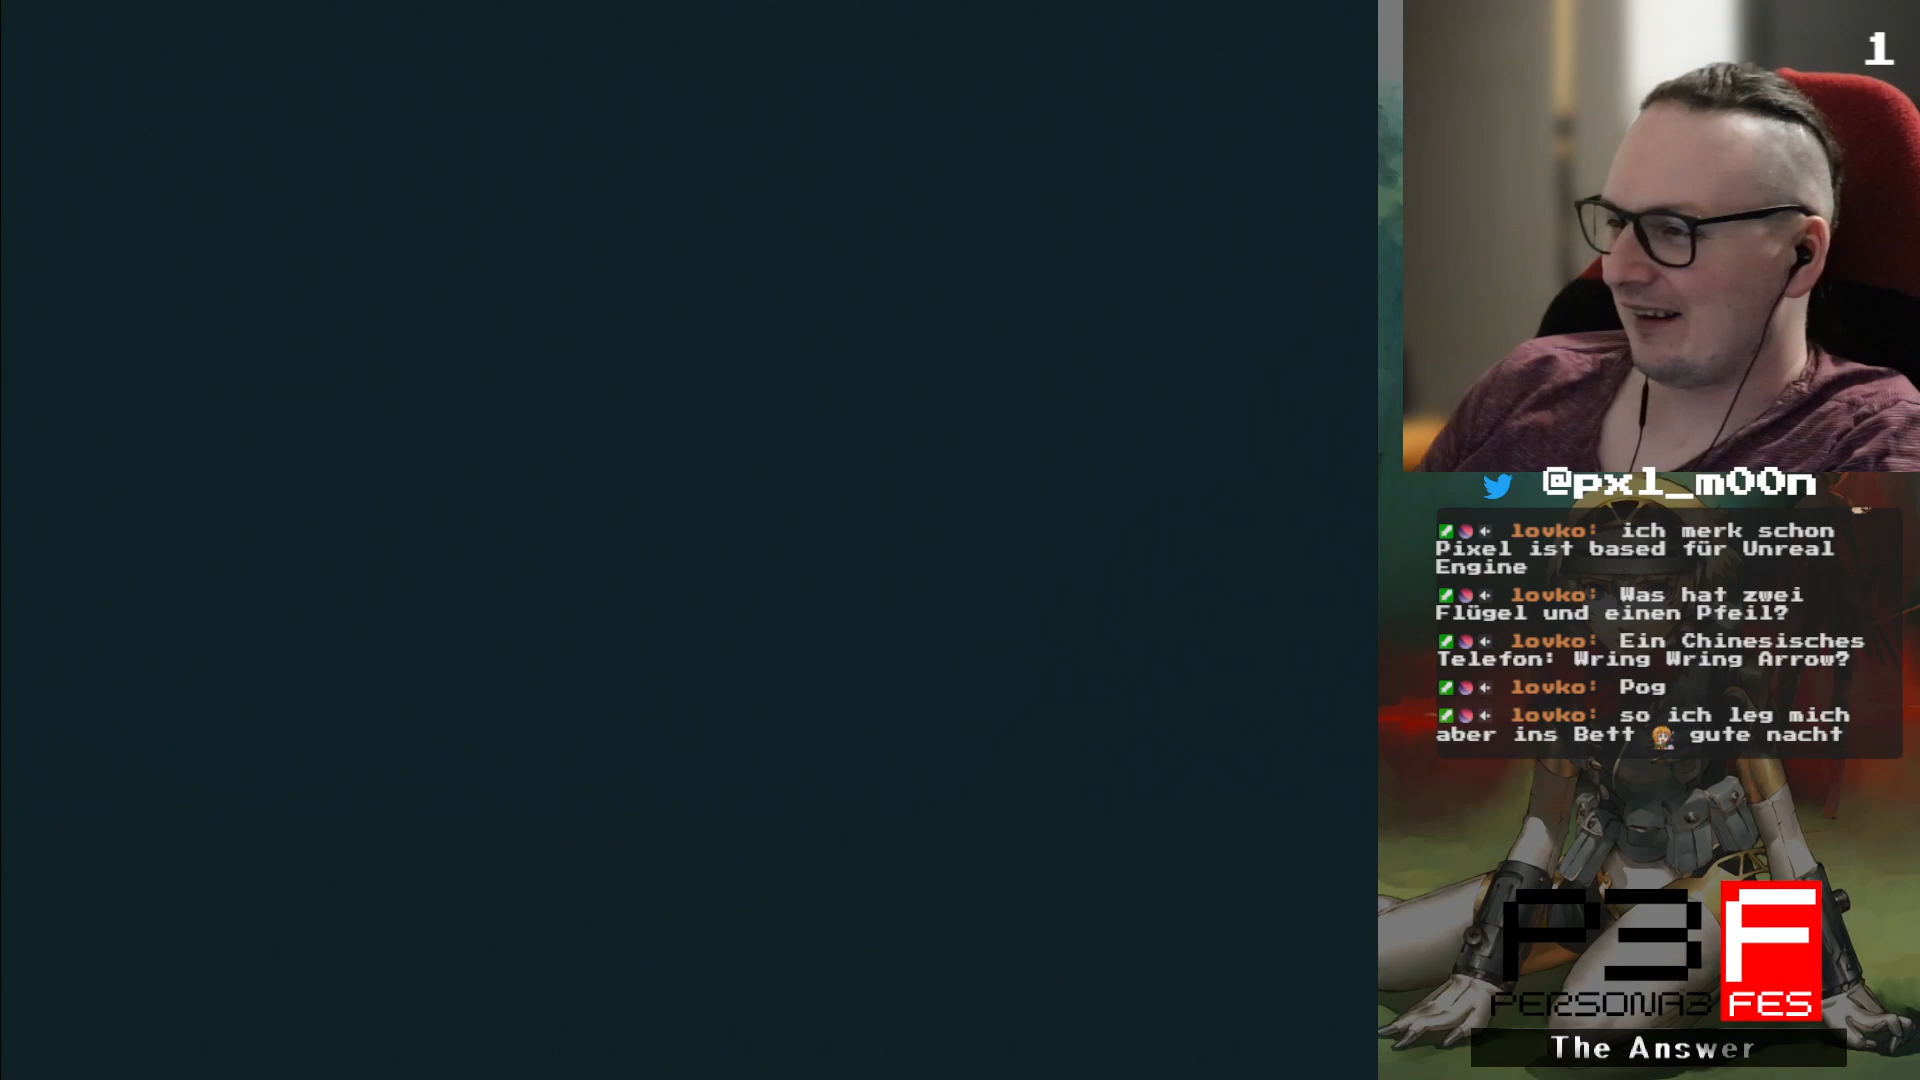 1
@pxl_m00n
lovko: ich merk schon
Pixel ist based für Unreal
Engine
lovko: Was hat zwei
Flügel und einen Pfeil?
lovko: Ein Chinesisches
Telefon: Wring Wring Arrow?
lovko: Pog
lovko: so ich leg mich
aber ins Bett gute nacht
P3F
PERSONA3 FES
The Answer